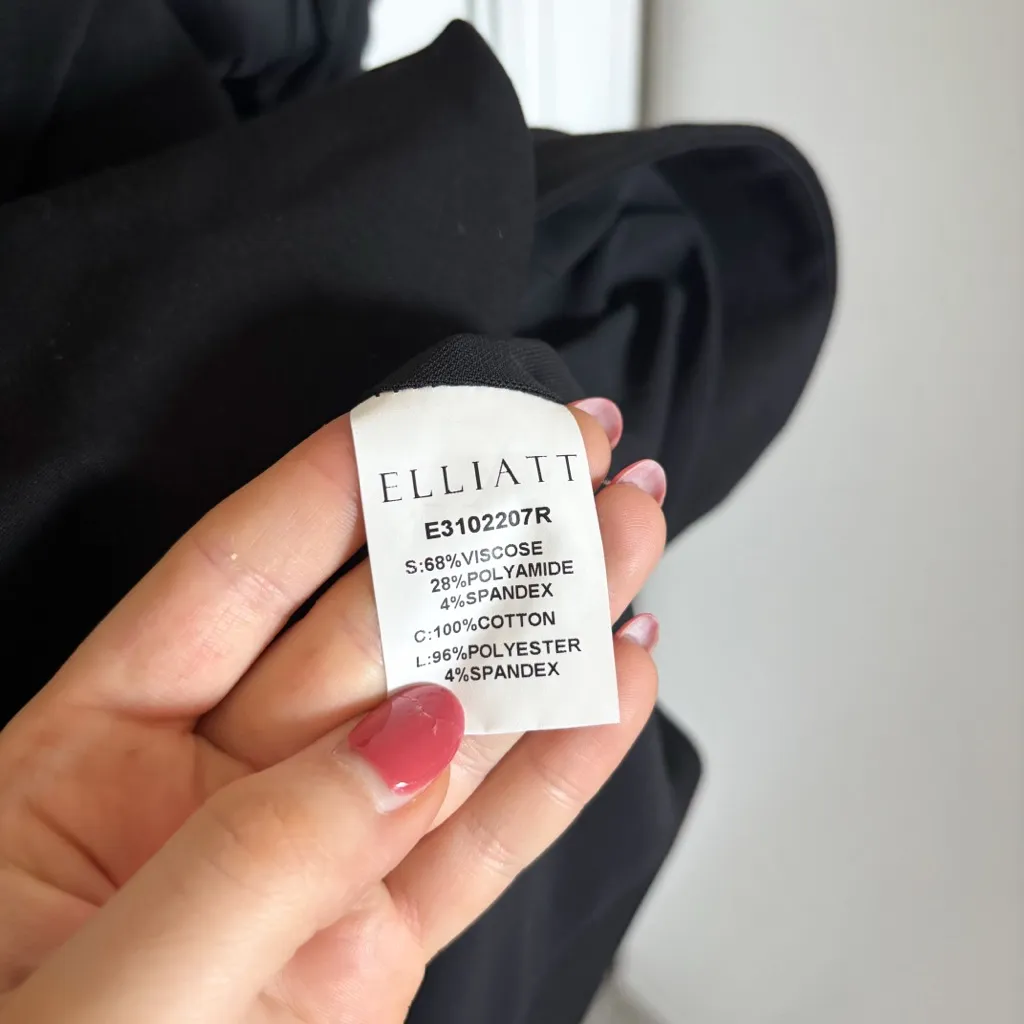 ELLIATT
E3102207R
S:68%VISCOSE
28%POLYAMIDE
4%SPANDEX
C:100%COTTON
L:96%POLYESTER
4%SPANDEX